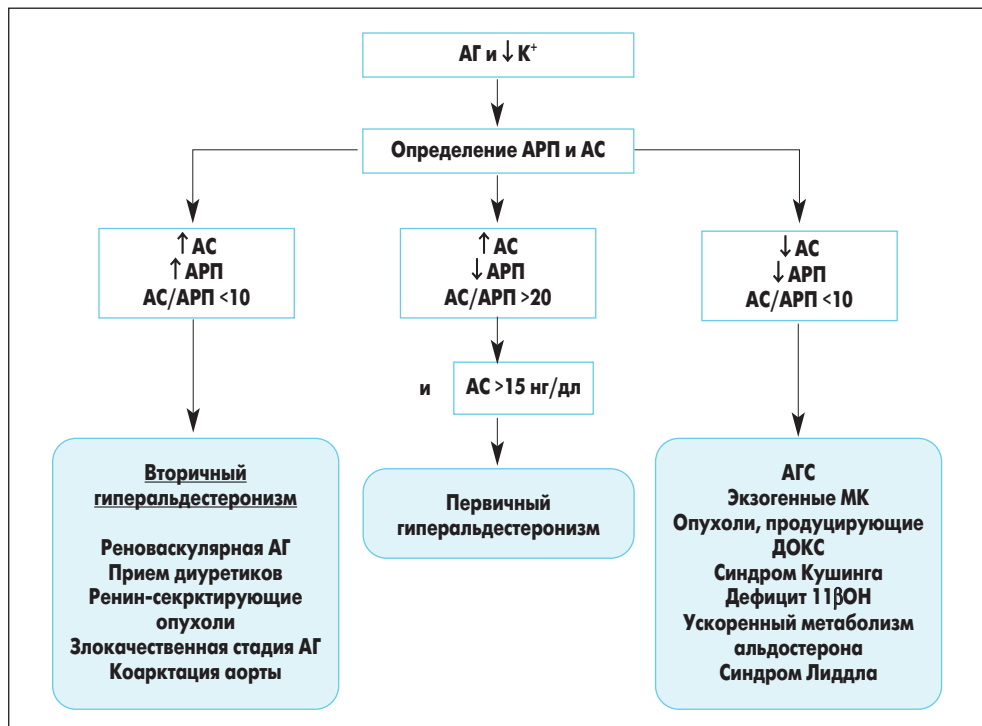 АГ и ↓ К⁺
Определение АРП и АС
↑ АС
↑ АРП
АС/АРП <10
↑ АС
↓ АРП
АС/АРП >20
↓ АС
↓ АРП
АС/АРП <10
и
АС >15 нг/дл
Вторичный
гиперальдестеронизм
Реноваскулярная АГ
Прием диуретиков
Ренин-секрктирующие
опухоли
Злокачественная стадия АГ
Коарктация аорты
Первичный
гиперальдестеронизм
АГС
Экзогенные МК
Опухоли, продуцирующие
ДОКС
Синдром Кушинга
Дефицит 11βОН
Ускоренный метаболизм
альдостерона
Синдром Лиддла